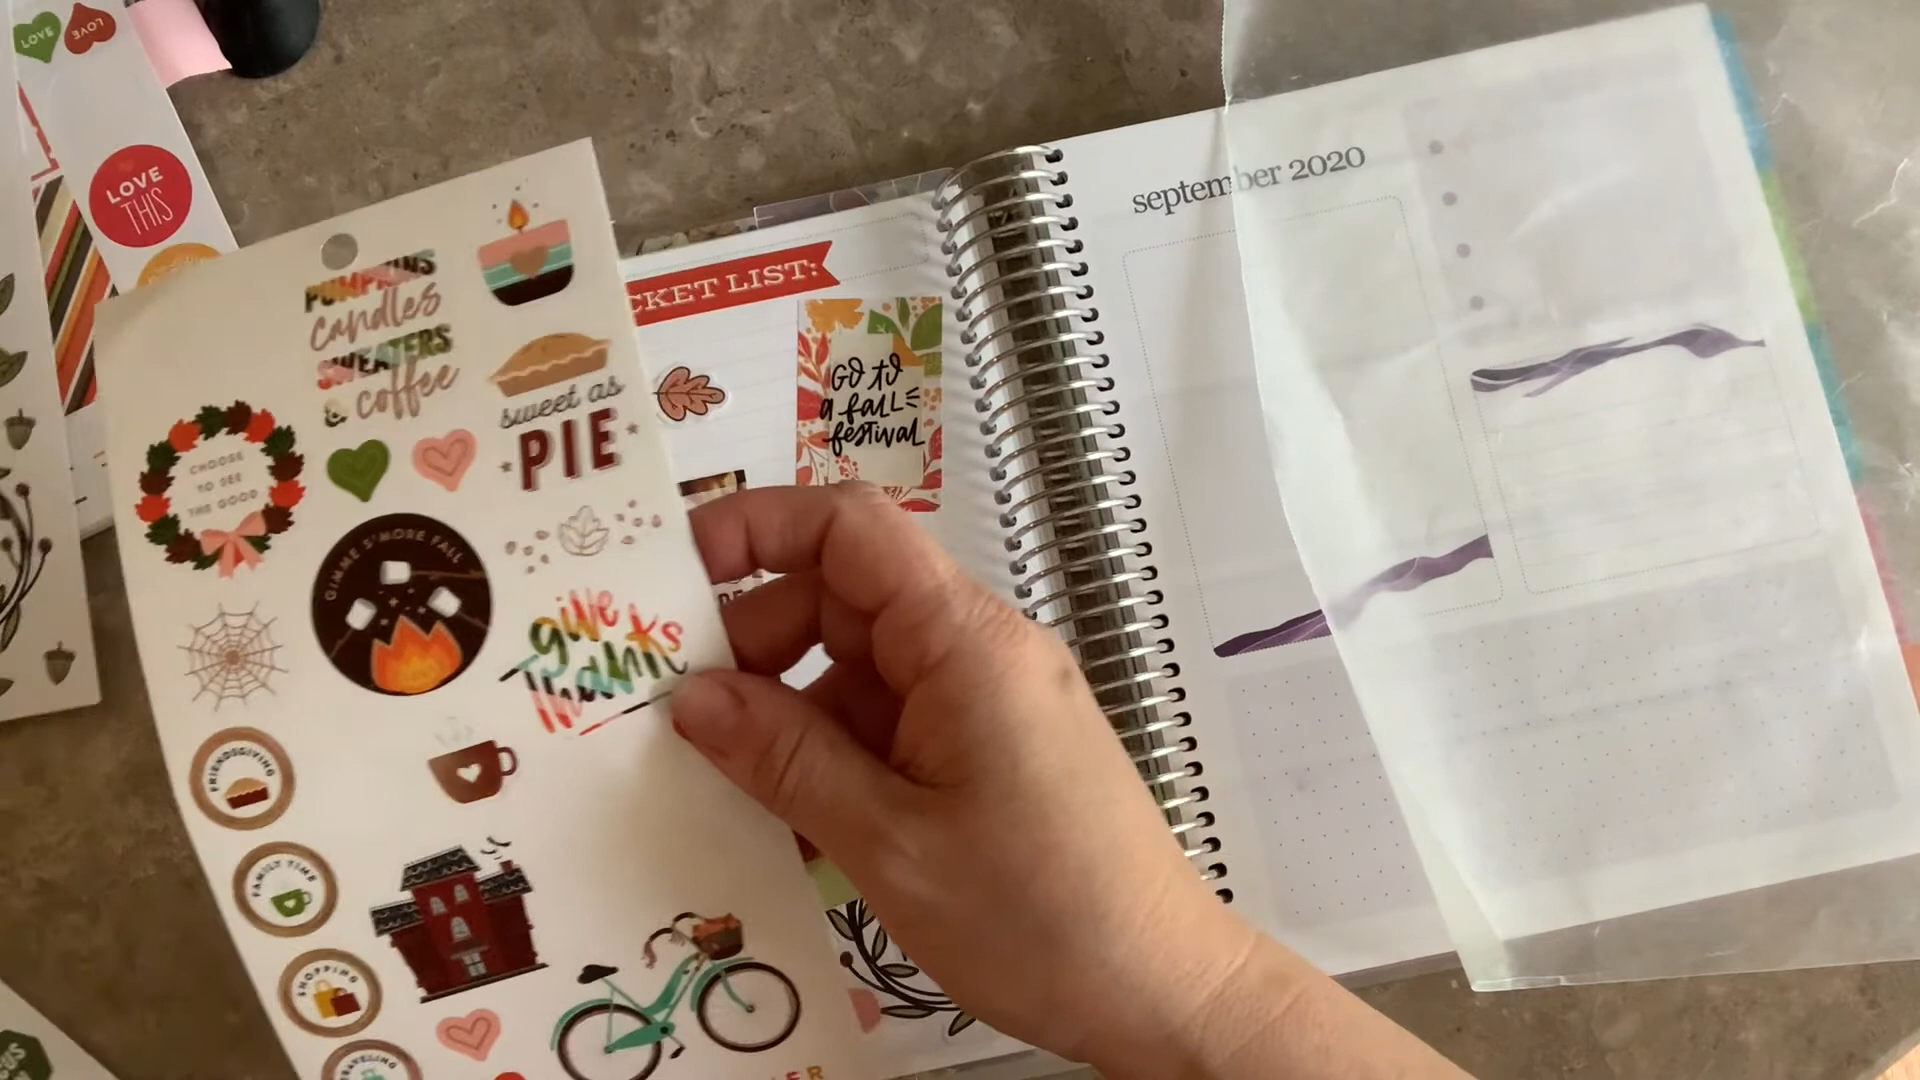 LOVE
LOVE
LOVE
THIS
PUMPKINS
candles
SWEATERS
& coffee
sweet as
PIE
CHOOSE
TO SEE
THE GOOD
GIMME S'MORE FALL
give
thanks
FRIENDSGIVING
FAMILY TIME
SHOPPING
CKET LIST:
GO TO
a fall
festival
september 2020